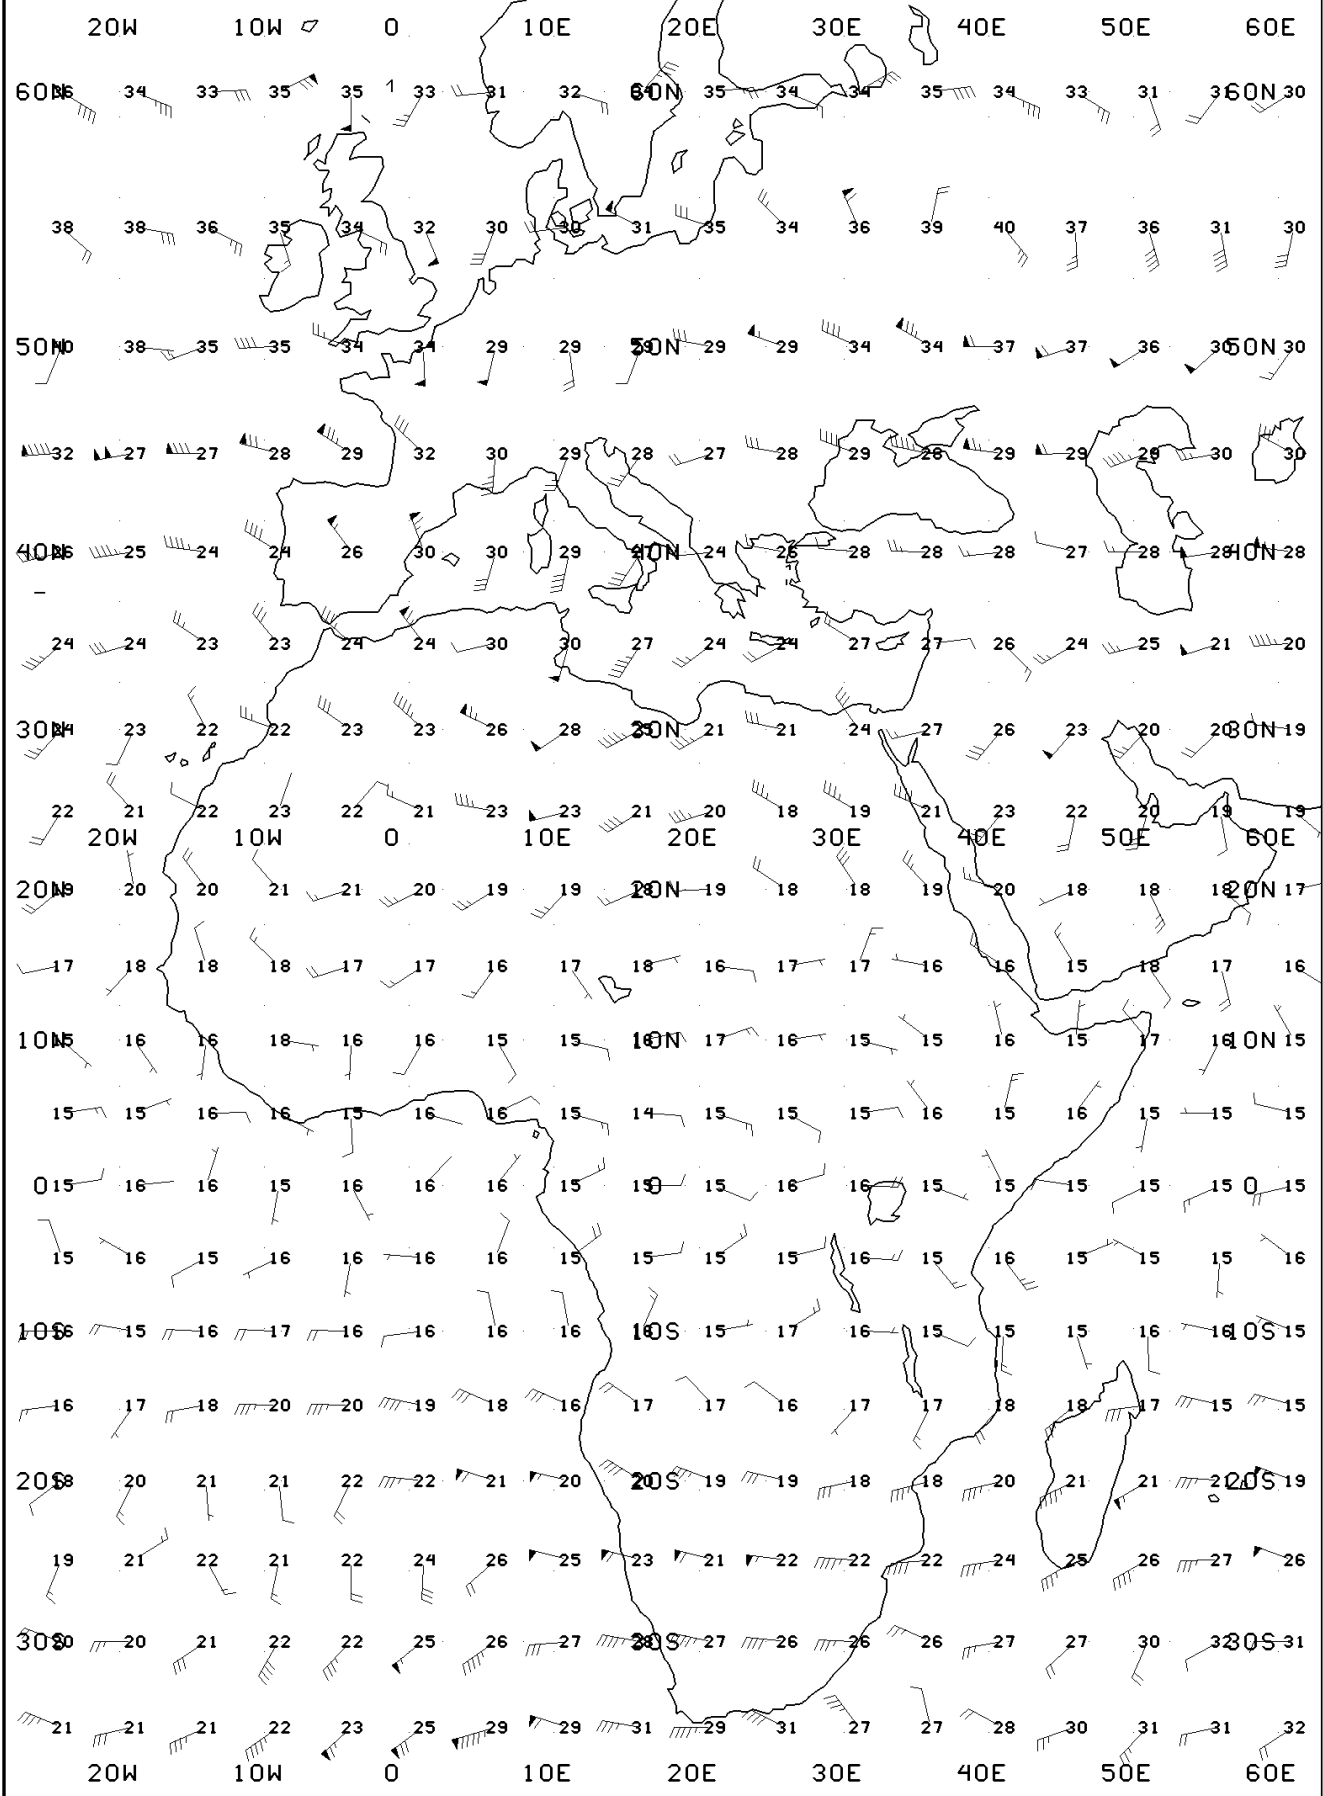 20W 10W 0 10E 20E 30E 40E 50E 60E
60N 34 33 35 35 1 33 31 32 60N 35 34 34 35 34 33 31 60N 30
38 38 36 35 34 32 30 30 31 35 34 36 39 40 37 36 31 30
50N 38 35 35 34 34 29 29 50N 29 29 34 34 37 37 36 30 50N 30
32 27 27 28 29 32 30 29 28 27 28 29 28 29 29 29 30 30
40N 25 24 24 26 30 30 29 40N 24 26 28 28 28 27 28 28 40N 28
24 24 23 23 24 24 30 30 27 24 24 27 27 26 24 25 21 20
30N 23 22 22 23 23 26 28 30N 21 21 24 27 26 23 20 20 30N 19
22 21 22 23 22 21 23 23 21 20 18 19 21 23 22 20 19 19
20W 10W 0 10E 20E 30E 40E 50E 60E
20N 20 20 21 21 20 19 19 20N 19 18 18 19 20 18 18 18 20N 17
17 18 18 18 17 17 16 17 18 16 17 17 16 16 15 18 17 16
10N 16 16 18 16 16 15 15 10N 17 16 15 15 16 15 17 16 10N 15
15 15 16 16 15 16 16 15 14 15 15 15 16 15 16 15 15 15
0 15 16 16 15 16 16 16 15 15 0 15 16 16 15 15 15 15 15 0 15
15 16 15 16 16 16 16 15 15 15 15 16 15 16 15 15 15 16
10S 15 16 17 16 16 16 16 10S 15 17 16 15 15 15 16 16 10S 15
16 17 18 20 20 19 18 16 17 17 16 17 17 18 18 17 15 15
20S 20 21 21 22 22 21 20 20S 19 19 18 18 20 21 21 21 20S 19
19 21 22 21 22 24 26 25 23 21 22 22 22 24 25 26 27 26
30S 20 21 22 22 25 26 27 30S 27 26 26 26 27 27 30 32 30S 31
21 21 21 22 23 25 29 29 31 29 31 27 27 28 30 31 31 32
20W 10W 0 10E 20E 30E 40E 50E 60E